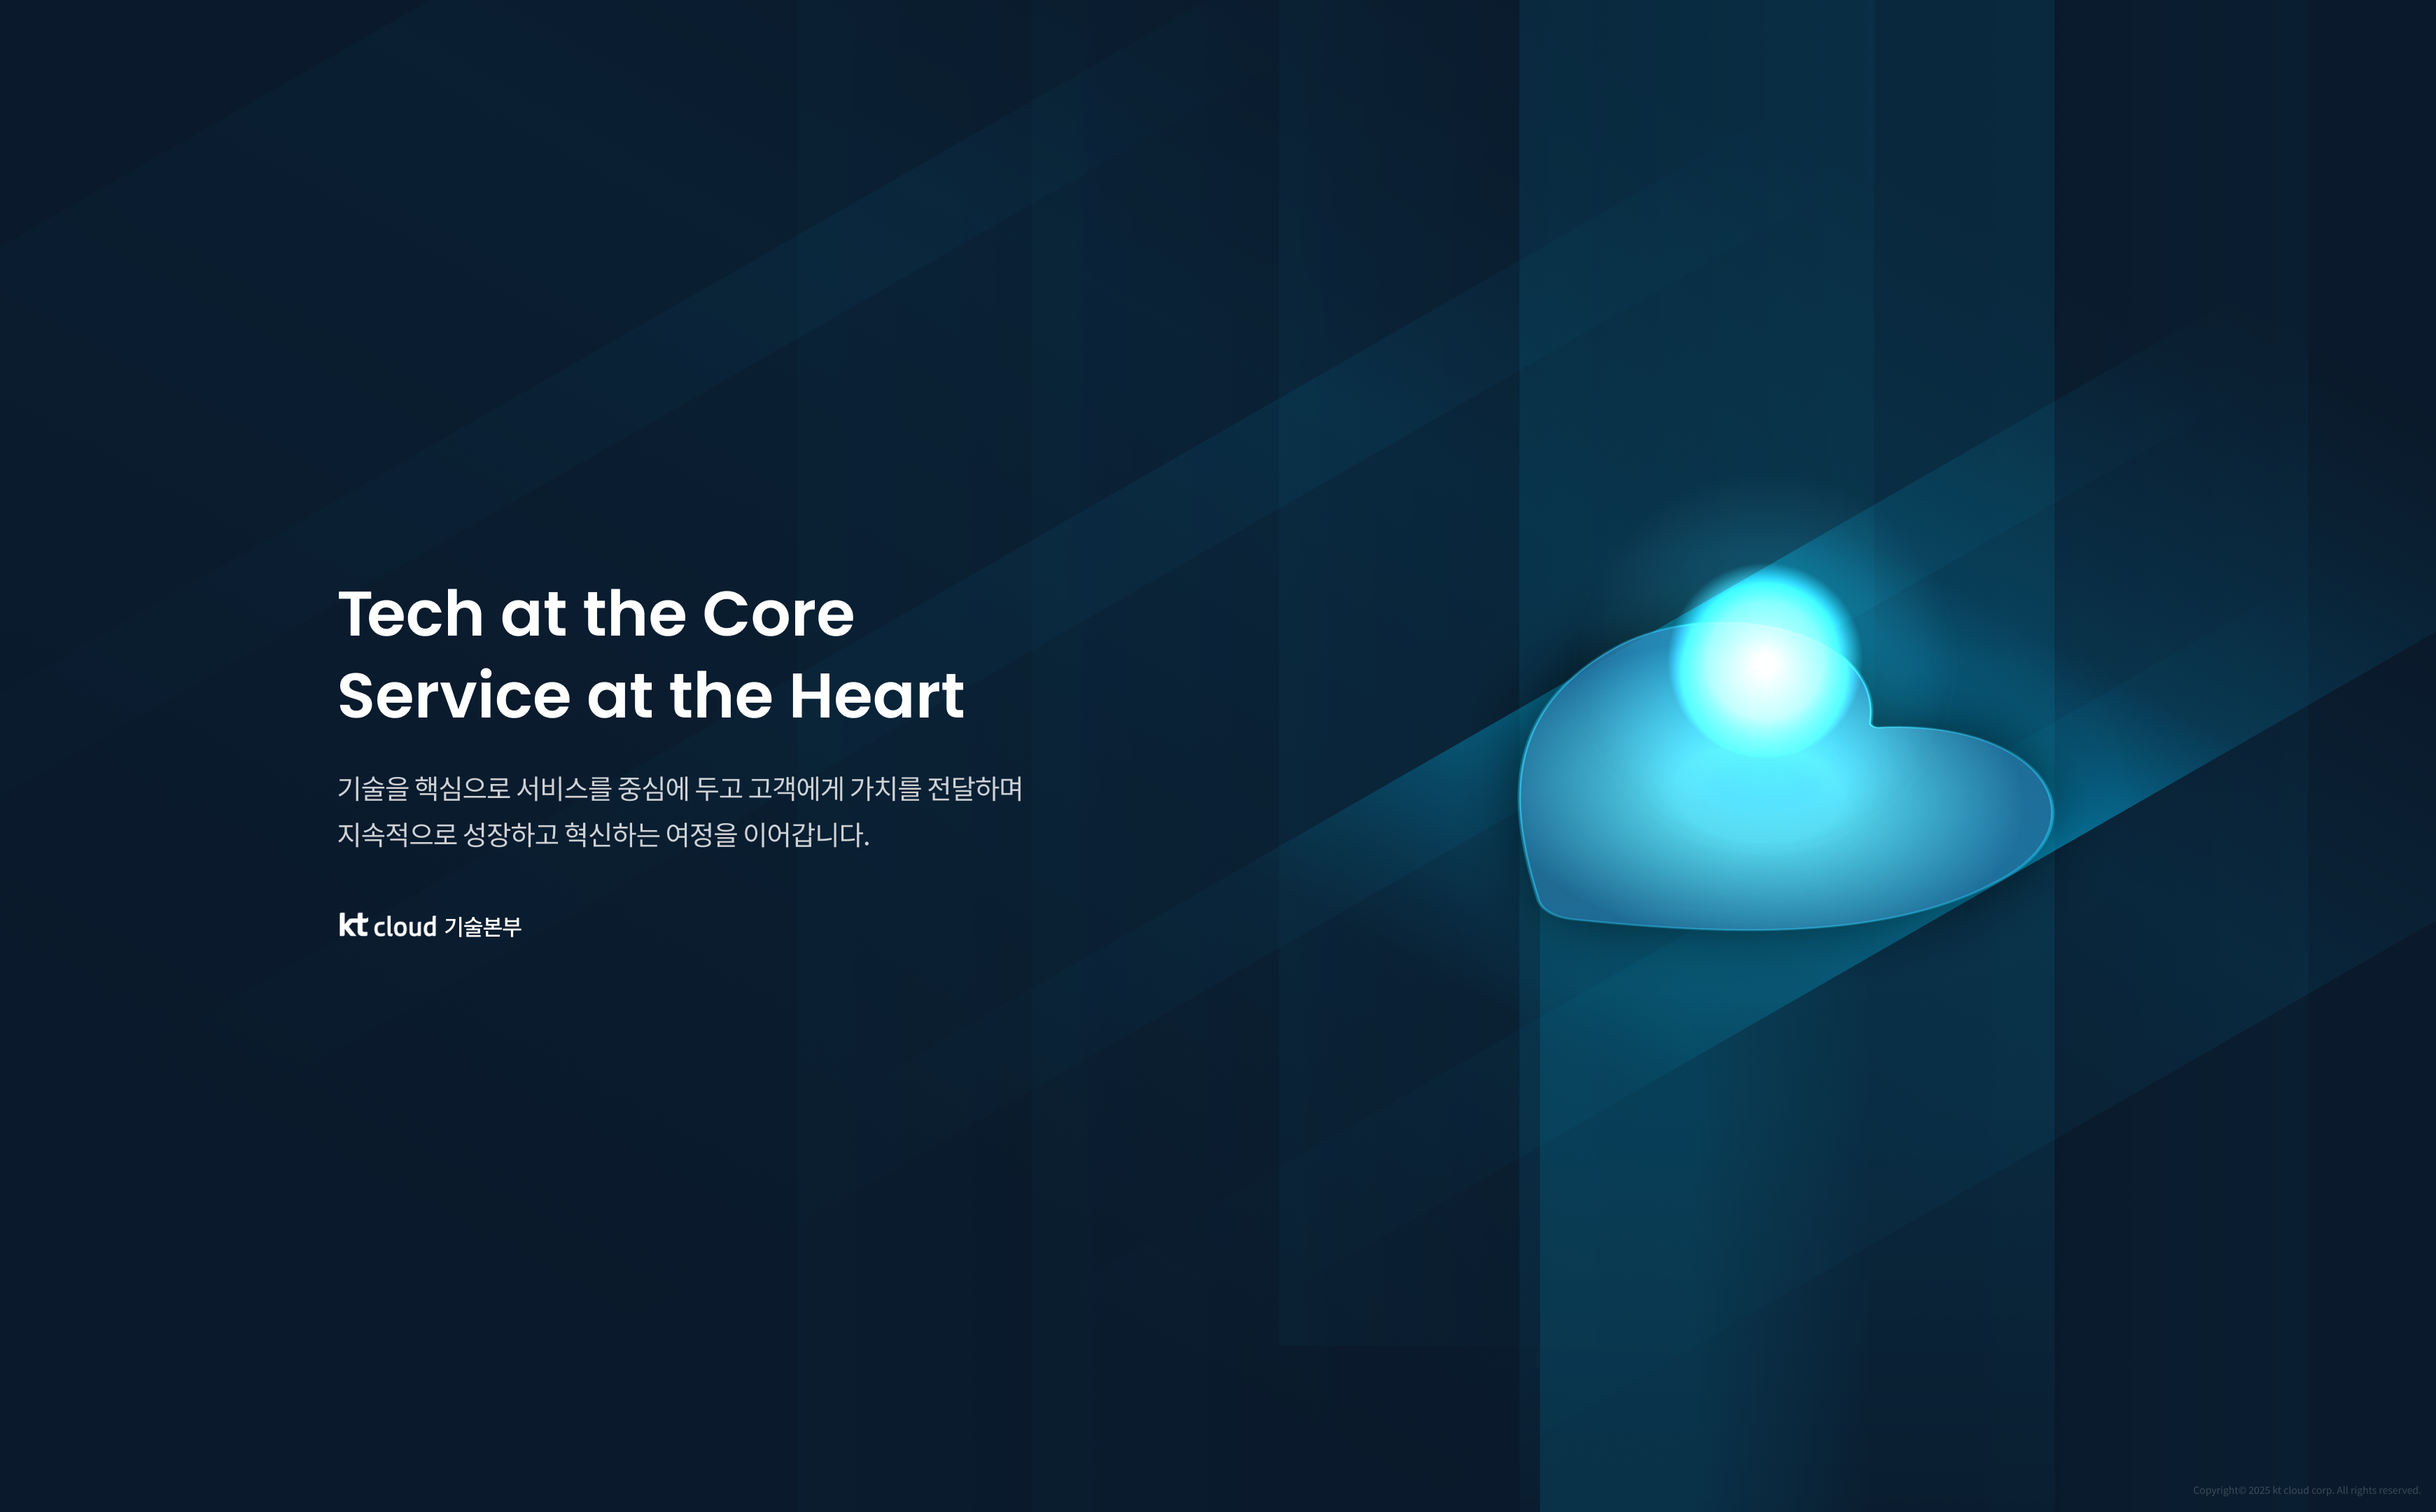 Tech at the Core
Service at the Heart
기술을 핵심으로 서비스를 중심에 두고 고객에게 가치를 전달하며
지속적으로 성장하고 혁신하는 여정을 이어갑니다.
kt cloud 기술본부
Copyright© 2025 kt cloud corp. All rights reserved.